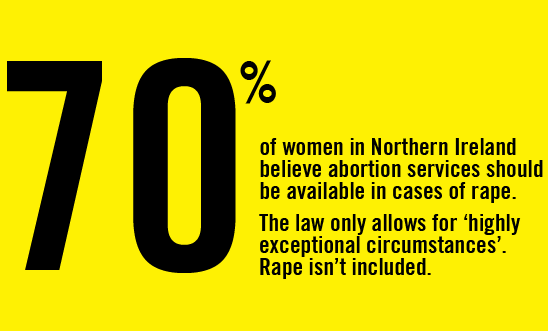 70%
of women in Northern Ireland
believe abortion services should
be available in cases of rape.
The law only allows for ‘highly
exceptional circumstances’.
Rape isn’t included.